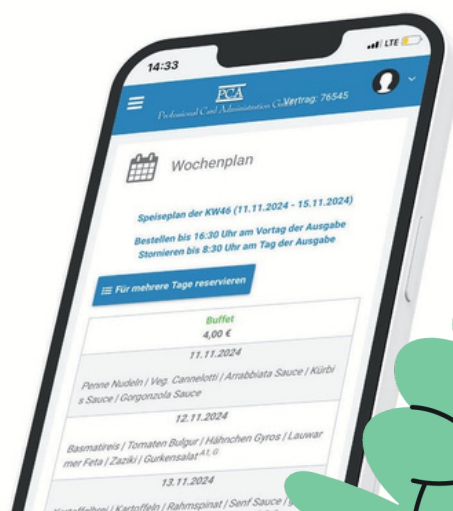 14:33
LTE
PCA
Professional Card Administration Vertrag: 76545
Wochenplan
Speiseplan der KW46 (11.11.2024 - 15.11.2024)
Bestellen bis 16:30 Uhr am Vortag der Ausgabe
Stornieren bis 8:30 Uhr am Tag der Ausgabe
Für mehrere Tage reservieren
Buffet
4,00 €
11.11.2024
Penne Nudeln | Veg. Cannelotti | Arrabbiata Sauce | Kürbi
s Sauce | Gorgonzola Sauce
12.11.2024
Basmatireis | Tomaten Bulgur | Hähnchen Gyros | Lauwar
mer Feta | Zaziki | Gurkensalat A1, G
13.11.2024
| Kartoffeln | Rahmspinat | Senf Sauce |